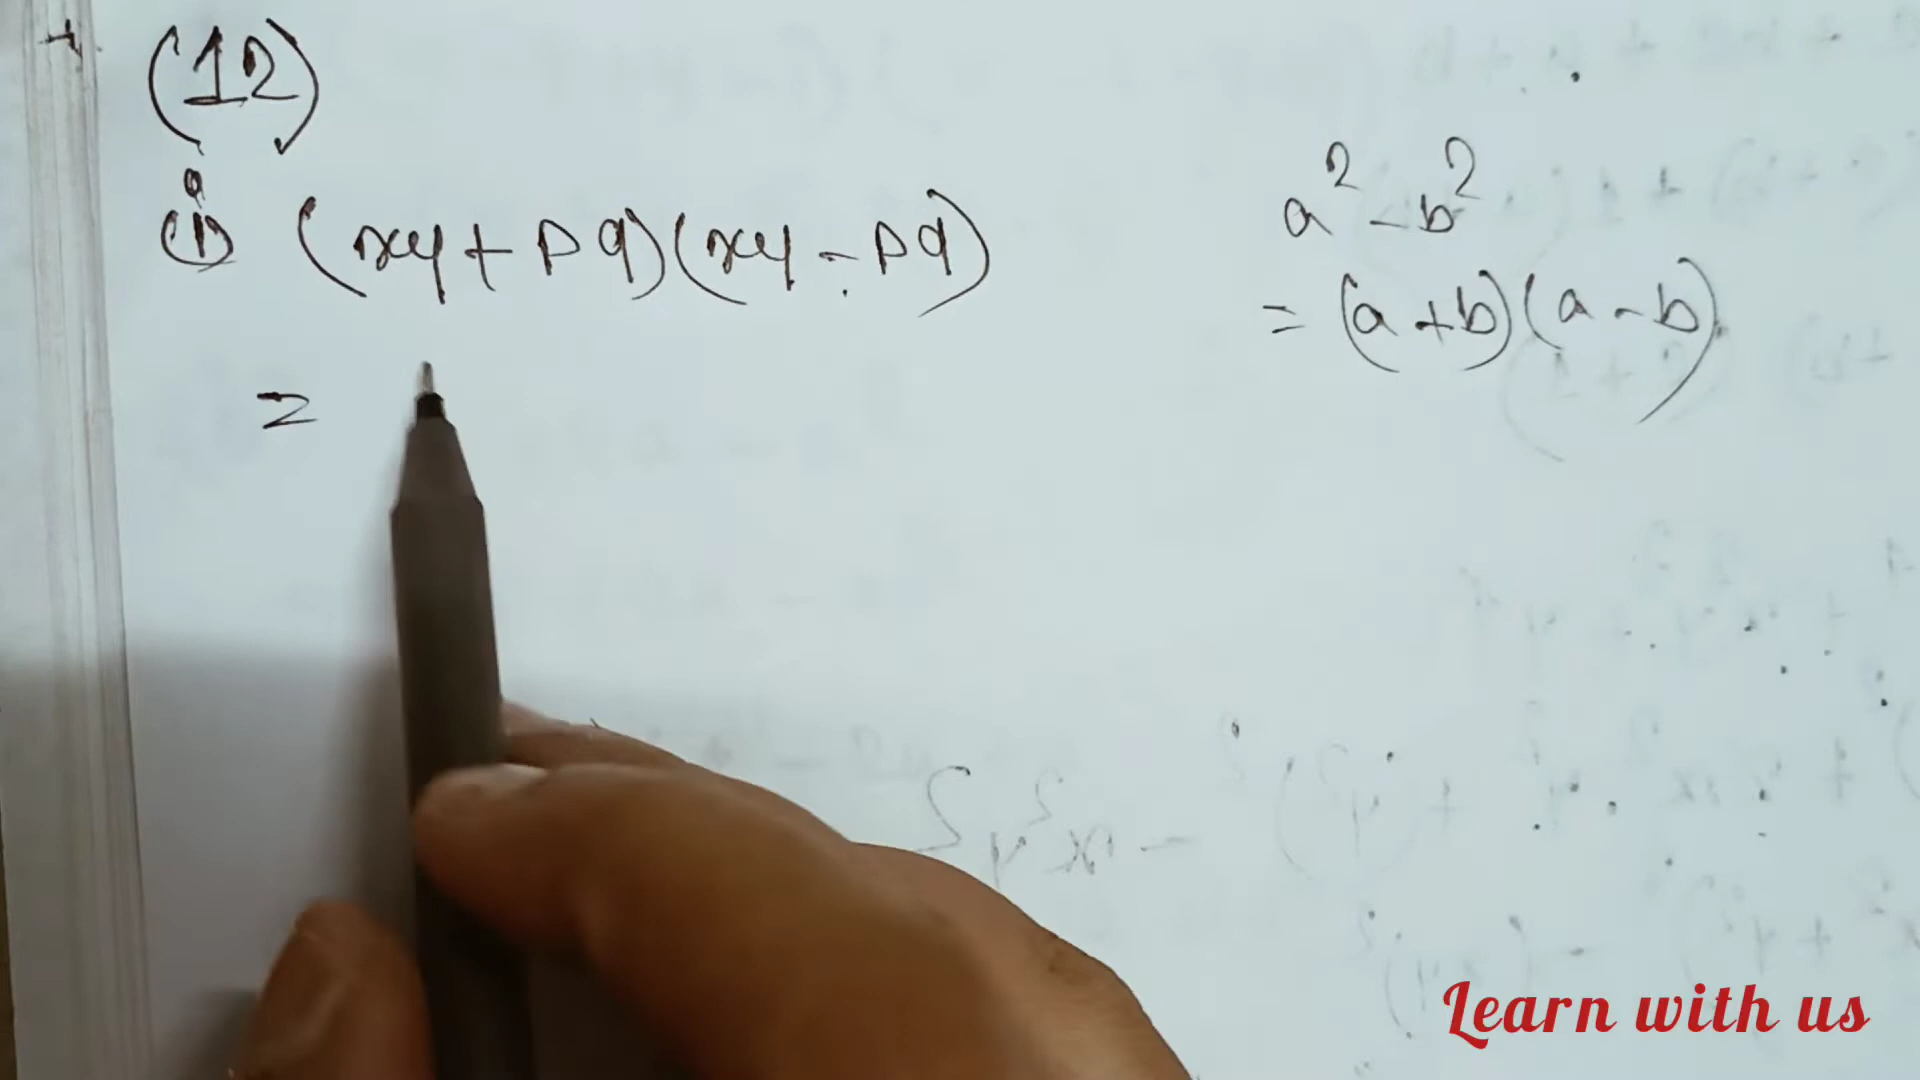 (12)
(i) (xy + pq)(xy - pq)
=
a² - b²
= (a + b)(a - b)
Learn with us